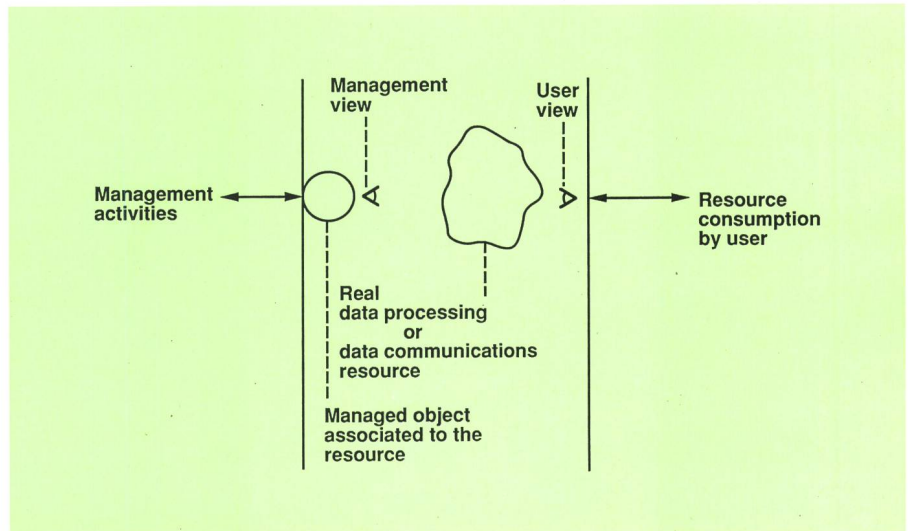 Management
view
User
view
Management
activities
Resource
consumption
by user
Real
data processing
or
data communications
resource
Managed object
associated to the
resource